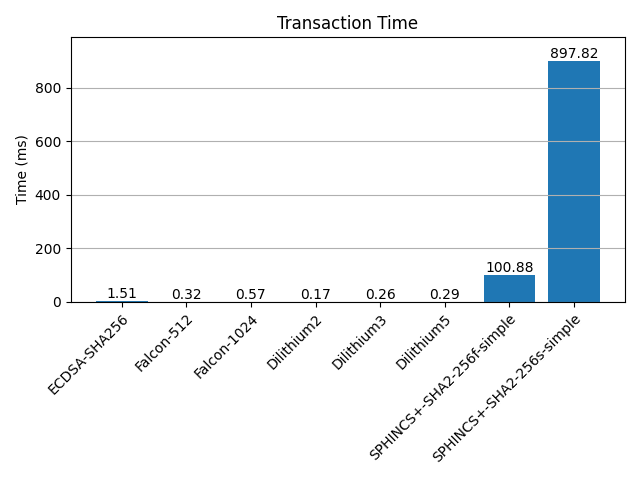 Transaction Time
Time (ms)
800
600
400
200
0
1.51
0.32
0.57
0.17
0.26
0.29
100.88
897.82
ECDSA-SHA256
Falcon-512
Falcon-1024
Dilithium2
Dilithium3
Dilithium5
SPHINCS+-SHA2-256f-simple
SPHINCS+-SHA2-256s-simple